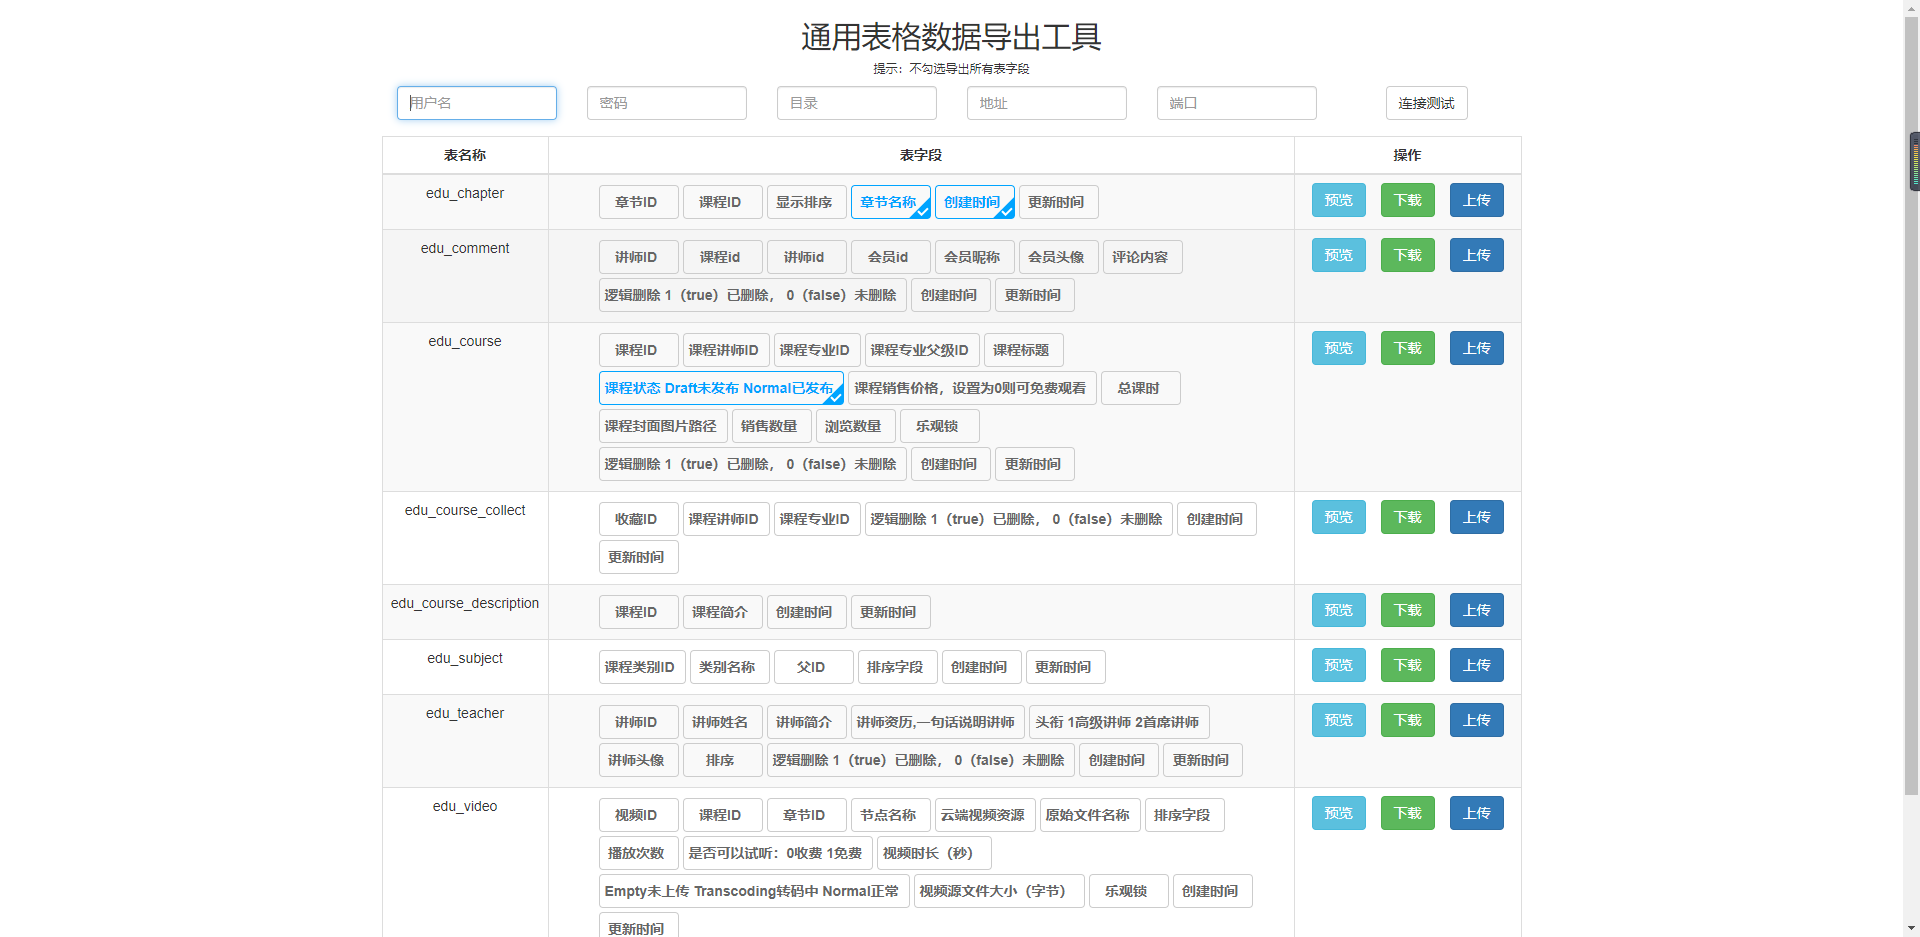 通用表格数据导出工具
提示：不勾选导出所有表字段
用户名 密码 目录 地址 端口 连接测试
表名称 表字段 操作
edu_chapter 章节ID 课程ID 显示排序 章节名称 创建时间 更新时间 预览 下载 上传
edu_comment 讲师ID 课程id 讲师id 会员id 会员昵称 会员头像 评论内容 预览 下载 上传
逻辑删除 1（true）已删除， 0（false）未删除 创建时间 更新时间
edu_course 课程ID 课程讲师ID 课程专业ID 课程专业父级ID 课程标题 预览 下载 上传
课程状态 Draft未发布 Normal已发布 课程销售价格，设置为0则可免费观看 总课时
课程封面图片路径 销售数量 浏览数量 乐观锁
逻辑删除 1（true）已删除， 0（false）未删除 创建时间 更新时间
edu_course_collect 收藏ID 课程讲师ID 课程专业ID 逻辑删除 1（true）已删除， 0（false）未删除 创建时间 预览 下载 上传
更新时间
edu_course_description 课程ID 课程简介 创建时间 更新时间 预览 下载 上传
edu_subject 课程类别ID 类别名称 父ID 排序字段 创建时间 更新时间 预览 下载 上传
edu_teacher 讲师ID 讲师姓名 讲师简介 讲师资历,一句话说明讲师 头衔 1高级讲师 2首席讲师 预览 下载 上传
讲师头像 排序 逻辑删除 1（true）已删除， 0（false）未删除 创建时间 更新时间
edu_video 视频ID 课程ID 章节ID 节点名称 云端视频资源 原始文件名称 排序字段 预览 下载 上传
播放次数 是否可以试听：0收费 1免费 视频时长（秒）
Empty未上传 Transcoding转码中 Normal正常 视频源文件大小（字节） 乐观锁 创建时间
更新时间